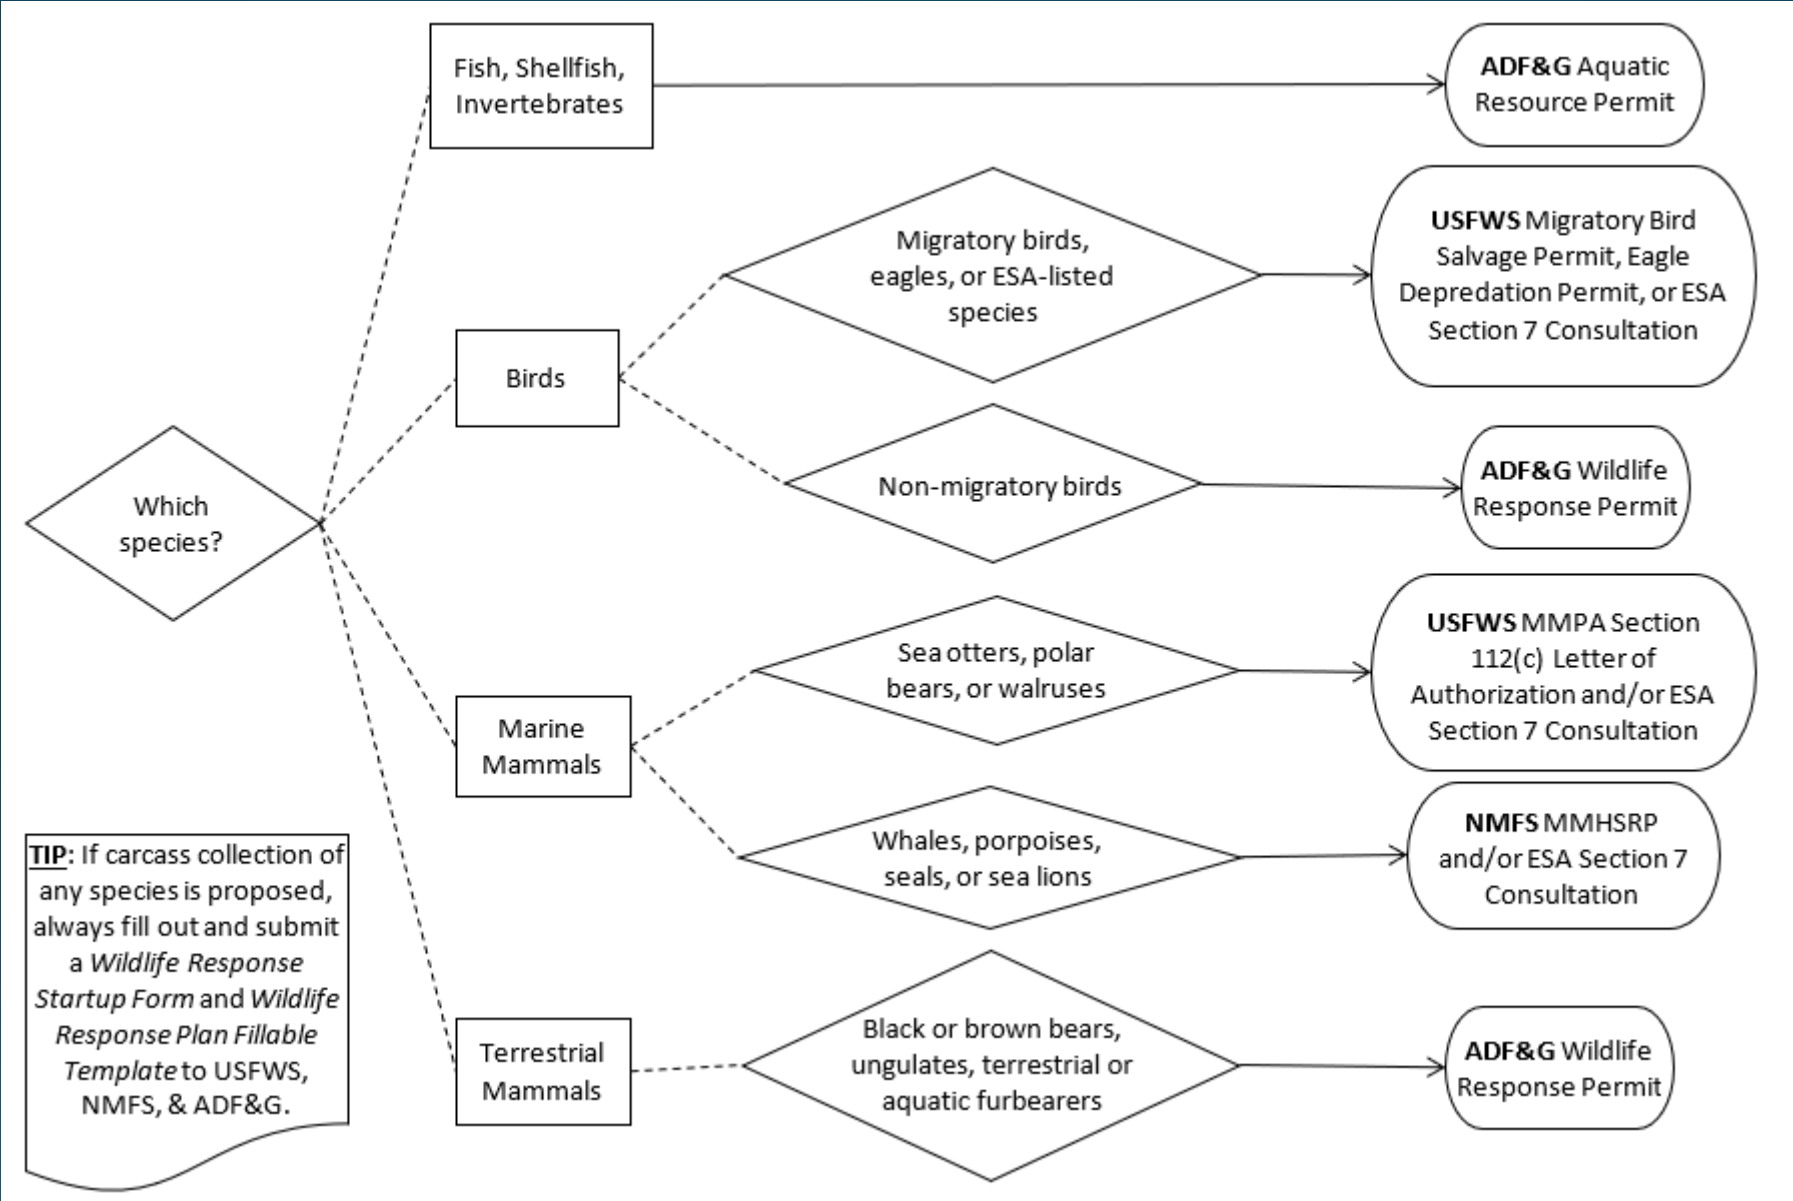 Fish, Shellfish,
Invertebrates
ADF&G Aquatic
Resource Permit
Migratory birds,
eagles, or ESA-listed
species
USFWS Migratory Bird
Salvage Permit, Eagle
Depredation Permit, or ESA
Section 7 Consultation
Birds
Non-migratory birds
ADF&G Wildlife
Response Permit
Which
species?
Sea otters, polar
bears, or walruses
USFWS MMPA Section
112(c) Letter of
Authorization and/or ESA
Section 7 Consultation
Marine
Mammals
Whales, porpoises,
seals, or sea lions
NMFS MMHSRP
and/or ESA Section 7
Consultation
TIP: If carcass collection of
any species is proposed,
always fill out and submit
a Wildlife Response
Startup Form and Wildlife
Response Plan Fillable
Template to USFWS,
NMFS, & ADF&G.
Terrestrial
Mammals
Black or brown bears,
ungulates, terrestrial or
aquatic furbearers
ADF&G Wildlife
Response Permit